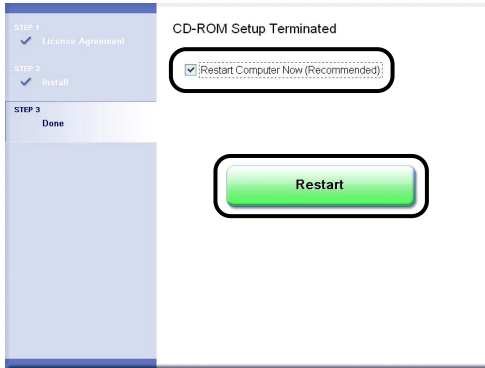 STEP 1
License Agreement
STEP 2
Install
STEP 3
Done
CD-ROM Setup Terminated
Restart Computer Now (Recommended)
Restart